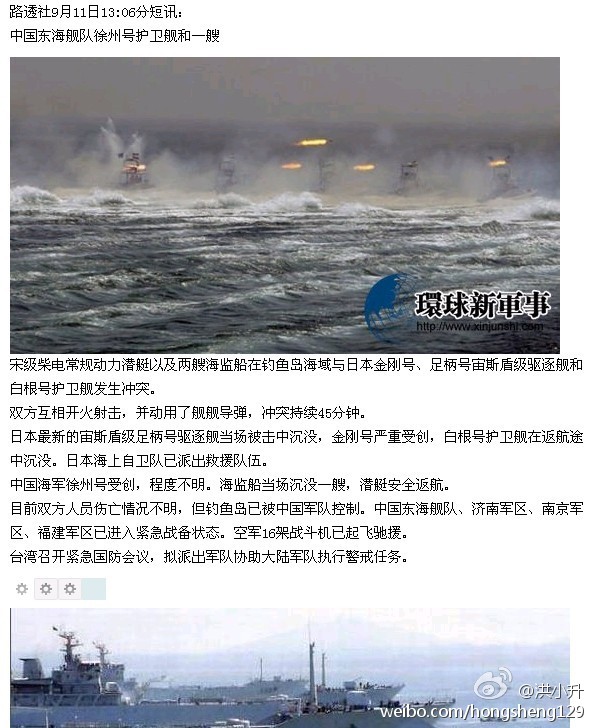 路透社9月11日13:06分短讯：
中国东海舰队徐州号护卫舰和一艘
環球新軍事
http://www.xinjunshi.com
宋级柴电常规动力潜艇以及两艘海监船在钓鱼岛海域与日本金刚号、足柄号宙斯盾级驱逐舰和
白根号护卫舰发生冲突。
双方互相开火射击，并动用了舰舰导弹，冲突持续45分钟。
日本最新的宙斯盾级足柄号驱逐舰当场被击中沉没，金刚号严重受创，白根号护卫舰在返航途
中沉没。日本海上自卫队已派出救援队伍。
中国海军徐州号受创，程度不明。海监船当场沉没一艘，潜艇安全返航。
目前双方人员伤亡情况不明，但钓鱼岛已被中国军队控制。中国东海舰队、济南军区、南京军
区、福建军区已进入紧急战备状态。空军16架战斗机已起飞驰援。
台湾召开紧急国防会议，拟派出军队协助大陆军队执行警戒任务。
@洪小升
weibo.com/hongsheng129